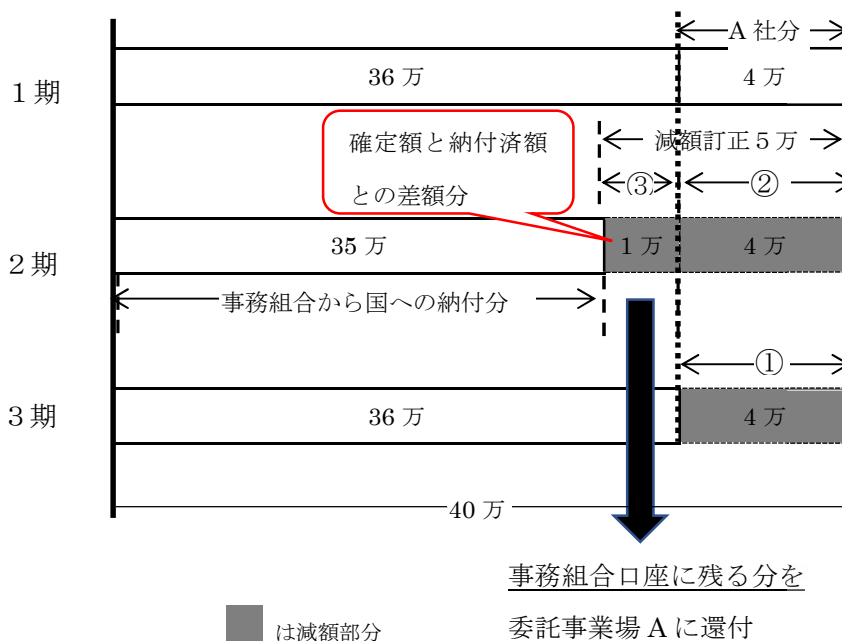 A 社分
1期
36 万
4 万
確定額と納付済額
との差額分
減額訂正５万
③
②
2期
35 万
1 万
4 万
事務組合から国への納付分
①
3期
36 万
4 万
40 万
事務組合口座に残る分を
委託事業場 A に還付
は減額部分